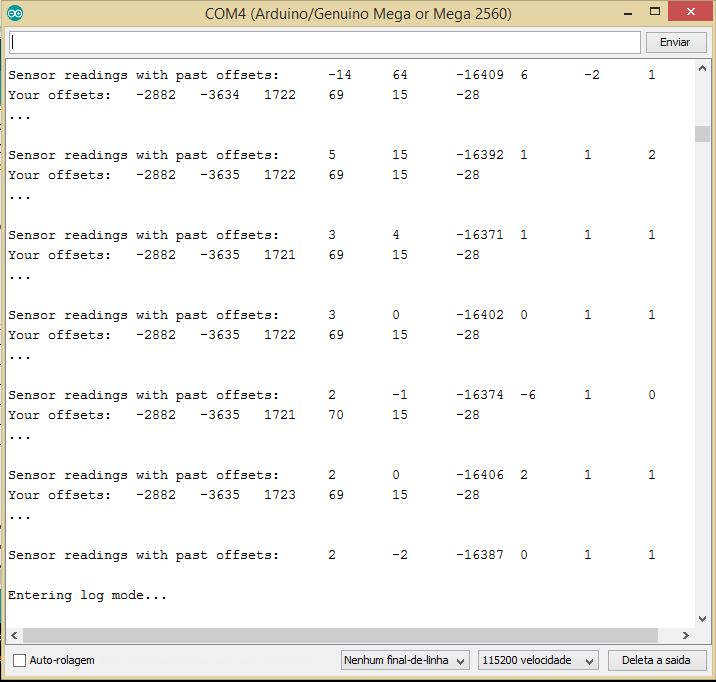 COM4 (Arduino/Genuino Mega or Mega 2560)
Enviar
Sensor readings with past offsets: -14 64 -16409 6 -2 1
Your offsets: -2882 -3634 1722 69 15 -28
...
Sensor readings with past offsets: 5 15 -16392 1 1 2
Your offsets: -2882 -3635 1722 69 15 -28
...
Sensor readings with past offsets: 3 4 -16371 1 1 1
Your offsets: -2882 -3635 1721 69 15 -28
...
Sensor readings with past offsets: 3 0 -16402 0 1 1
Your offsets: -2882 -3635 1722 69 15 -28
...
Sensor readings with past offsets: 2 -1 -16374 -6 1 0
Your offsets: -2882 -3635 1721 70 15 -28
...
Sensor readings with past offsets: 2 0 -16406 2 1 1
Your offsets: -2882 -3635 1723 69 15 -28
...
Sensor readings with past offsets: 2 -2 -16387 0 1 1
Entering log mode...
Auto-rolagem Nenhum final-de-linha 115200 velocidade Deleta a saida